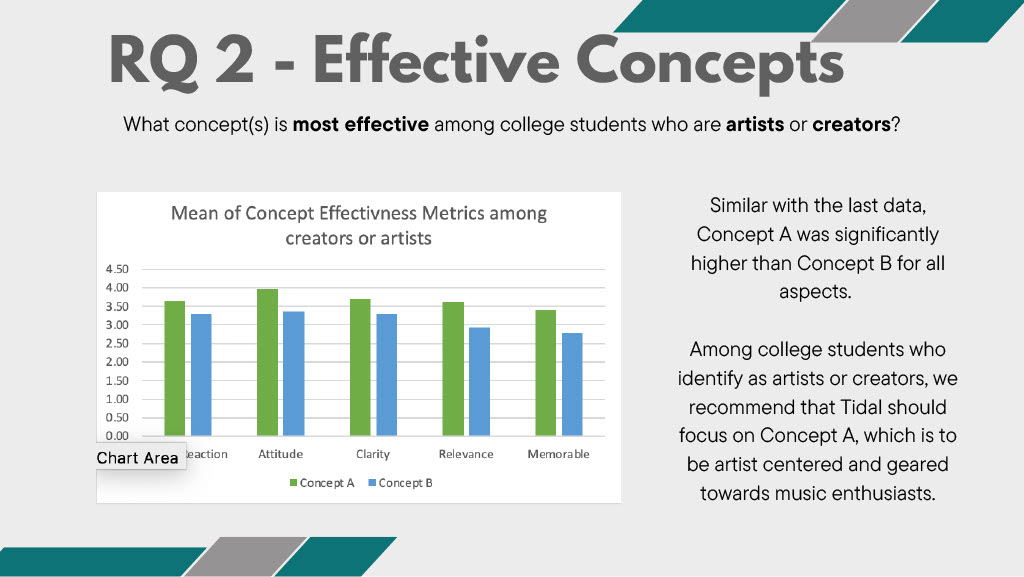 RQ 2 - Effective Concepts
What concept(s) is most effective among college students who are artists or creators?
Mean of Concept Effectivness Metrics among
creators or artists
4.50
4.00
3.50
3.00
2.50
2.00
1.50
1.00
0.50
0.00
Chart Area
Reaction Attitude Clarity Relevance Memorable
Concept A Concept B
Similar with the last data,
Concept A was significantly
higher than Concept B for all
aspects.
Among college students who
identify as artists or creators, we
recommend that Tidal should
focus on Concept A, which is to
be artist centered and geared
towards music enthusiasts.